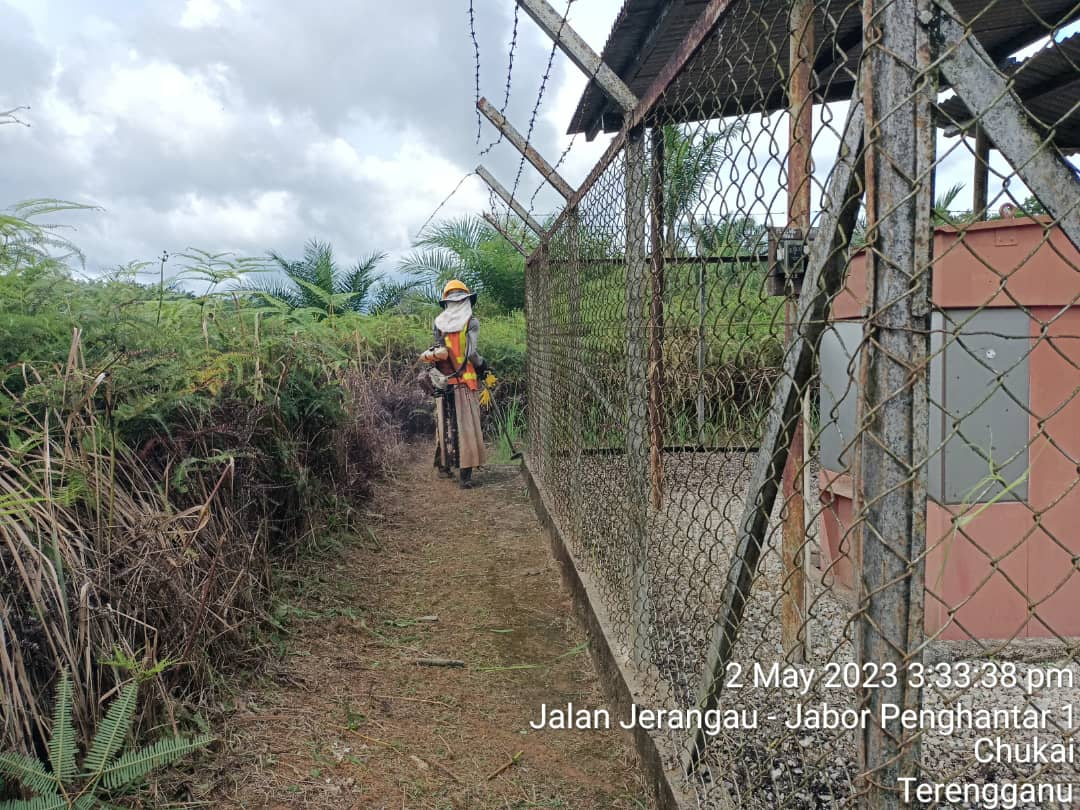 2 May 2023 3:33:38 pm
Jalan Jerangau - Jabor Penghantar 1
Chukai
Terengganu